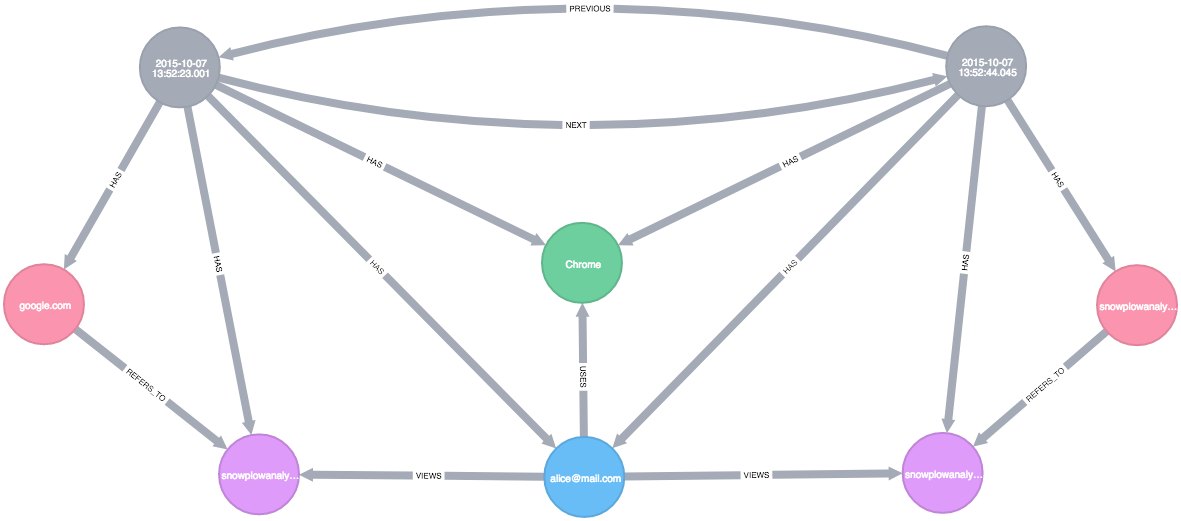 PREVIOUS
2015-10-07
13:52:23.001
2015-10-07
13:52:44.045
NEXT
HAS
HAS
HAS
HAS
HAS
HAS
HAS
HAS
Chrome
google.com
snowplowanaly…
USES
REFERS_TO
REFERS_TO
snowplowanaly…
VIEWS
alice@mail.com
VIEWS
snowplowanaly…